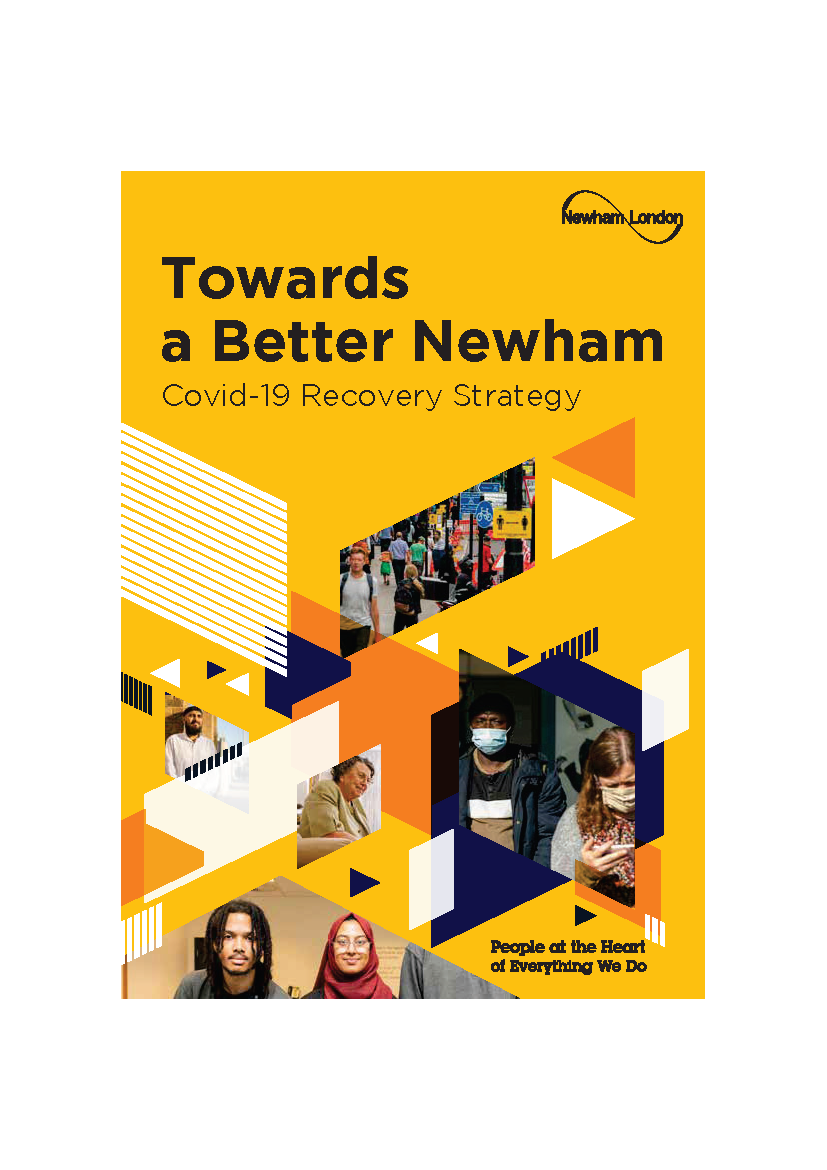 Newham London
Towards
a Better Newham
Covid-19 Recovery Strategy
People at the Heart
of Everything We Do